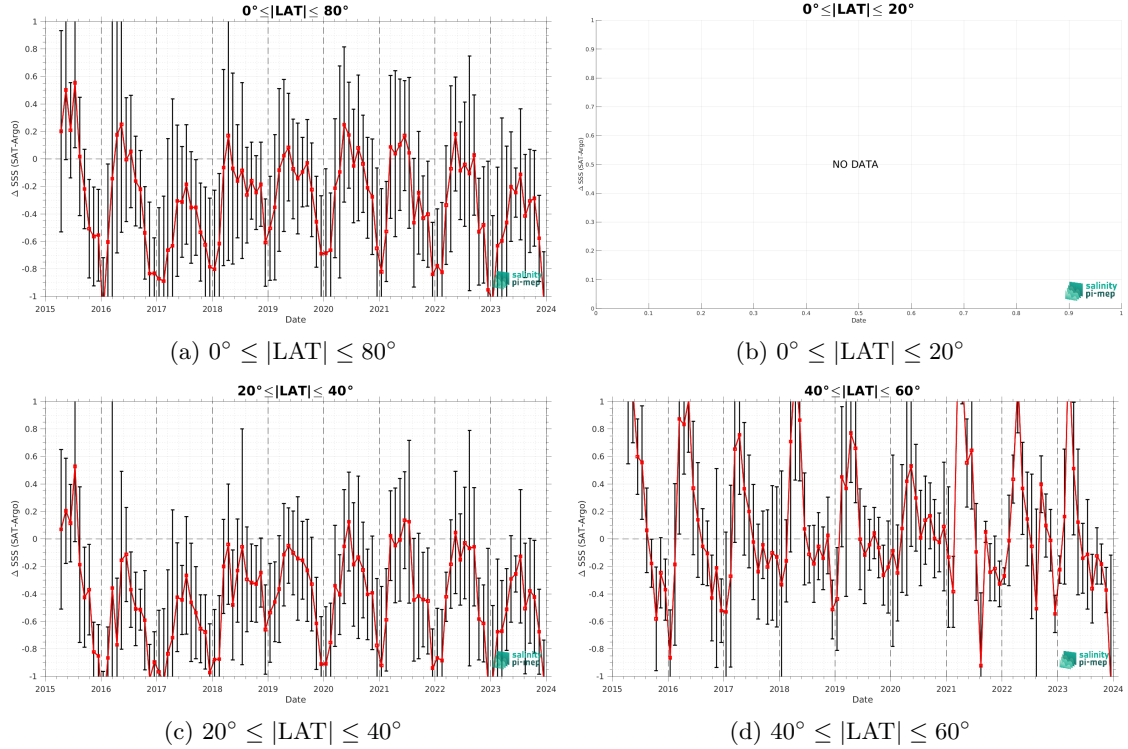 0°≤|LAT|≤ 80°
1
0.8
0.6
0.4
0.2
0
-0.2
-0.4
-0.6
-0.8
-1
Δ SSS (SAT-Argo)
2015 2016 2017 2018 2019 2020 2021 2022 2023 2024
Date
salinity
pi-mep
(a) 0° ≤ |LAT| ≤ 80°
0°≤|LAT|≤ 20°
1
0.9
0.8
0.7
0.6
0.5
0.4
0.3
0.2
0.1
0
Δ SSS (SAT-Argo)
NO DATA
0 0.1 0.2 0.3 0.4 0.5 0.6 0.7 0.8 0.9 1
Date
salinity
pi-mep
(b) 0° ≤ |LAT| ≤ 20°
20°≤|LAT|≤ 40°
1
0.8
0.6
0.4
0.2
0
-0.2
-0.4
-0.6
-0.8
-1
Δ SSS (SAT-Argo)
2015 2016 2017 2018 2019 2020 2021 2022 2023 2024
Date
salinity
pi-mep
(c) 20° ≤ |LAT| ≤ 40°
40°≤|LAT|≤ 60°
1
0.8
0.6
0.4
0.2
0
-0.2
-0.4
-0.6
-0.8
-1
Δ SSS (SAT-Argo)
2015 2016 2017 2018 2019 2020 2021 2022 2023 2024
Date
salinity
pi-mep
(d) 40° ≤ |LAT| ≤ 60°